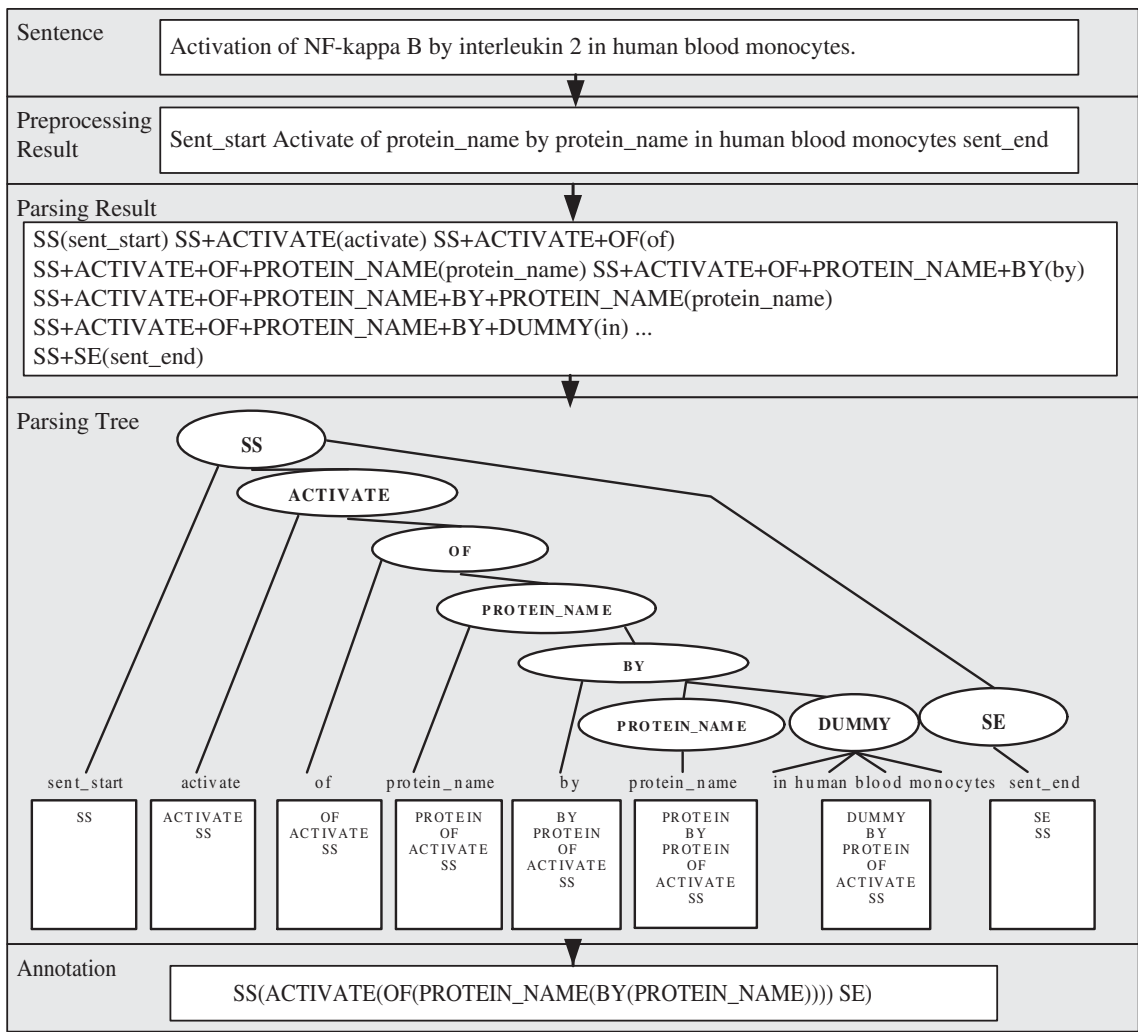 Sentence
Activation of NF-kappa B by interleukin 2 in human blood monocytes.
Preprocessing
Result
Sent_start Activate of protein_name by protein_name in human blood monocytes sent_end
Parsing Result
SS(sent_start) SS+ACTIVATE(activate) SS+ACTIVATE+OF(of)
SS+ACTIVATE+OF+PROTEIN_NAME(protein_name) SS+ACTIVATE+OF+PROTEIN_NAME+BY(by)
SS+ACTIVATE+OF+PROTEIN_NAME+BY+PROTEIN_NAME(protein_name)
SS+ACTIVATE+OF+PROTEIN_NAME+BY+DUMMY(in) ...
SS+SE(sent_end)
Parsing Tree
SS
ACTIVATE
OF
PROTEIN_NAME
BY
PROTEIN_NAME DUMMY SE
sent_start activate of protein_name by protein_name in human blood monocytes sent_end
SS
ACTIVATE
SS
OF
ACTIVATE
SS
PROTEIN
OF
ACTIVATE
SS
BY
PROTEIN
OF
ACTIVATE
SS
PROTEIN
BY
PROTEIN
OF
ACTIVATE
SS
DUMMY
BY
PROTEIN
OF
ACTIVATE
SS
SE
SS
Annotation
SS(ACTIVATE(OF(PROTEIN_NAME(BY(PROTEIN_NAME)))) SE)